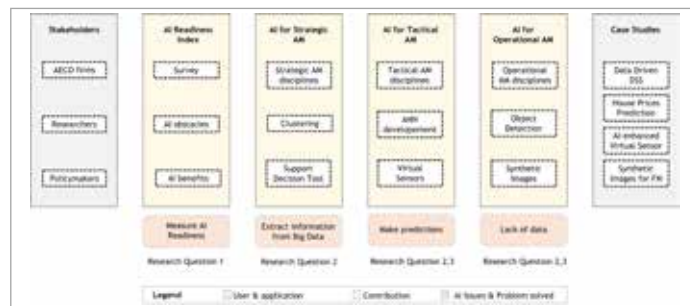 Stakeholders
AECO firms
Researchers
Policymakers
AI Readiness
Index
Survey
AI obstacles
AI benefits
Measure AI
Readiness
Research Question 1
AI for Strategic
AM
Strategic AM
disciplines
Clustering
Support
Decision Tool
Extract information
from Big Data
Research Question 2
AI for Tactical
AM
Tactical AM
disciplines
developement
Virtual
Sensors
Make predictions
Research Question 2,3
AI for
Operational AM
Operational
AM disciplines
Object
Detection
Synthetic
Images
Lack of data
Research Question 2,3
Case Studies
Data Driven
DSS
House Prices
Prediction
AI enhanced
Virtual Sensor
Synthetic
Images for FM
Legend
User & application
Contribution
AI Issues & Problem solved